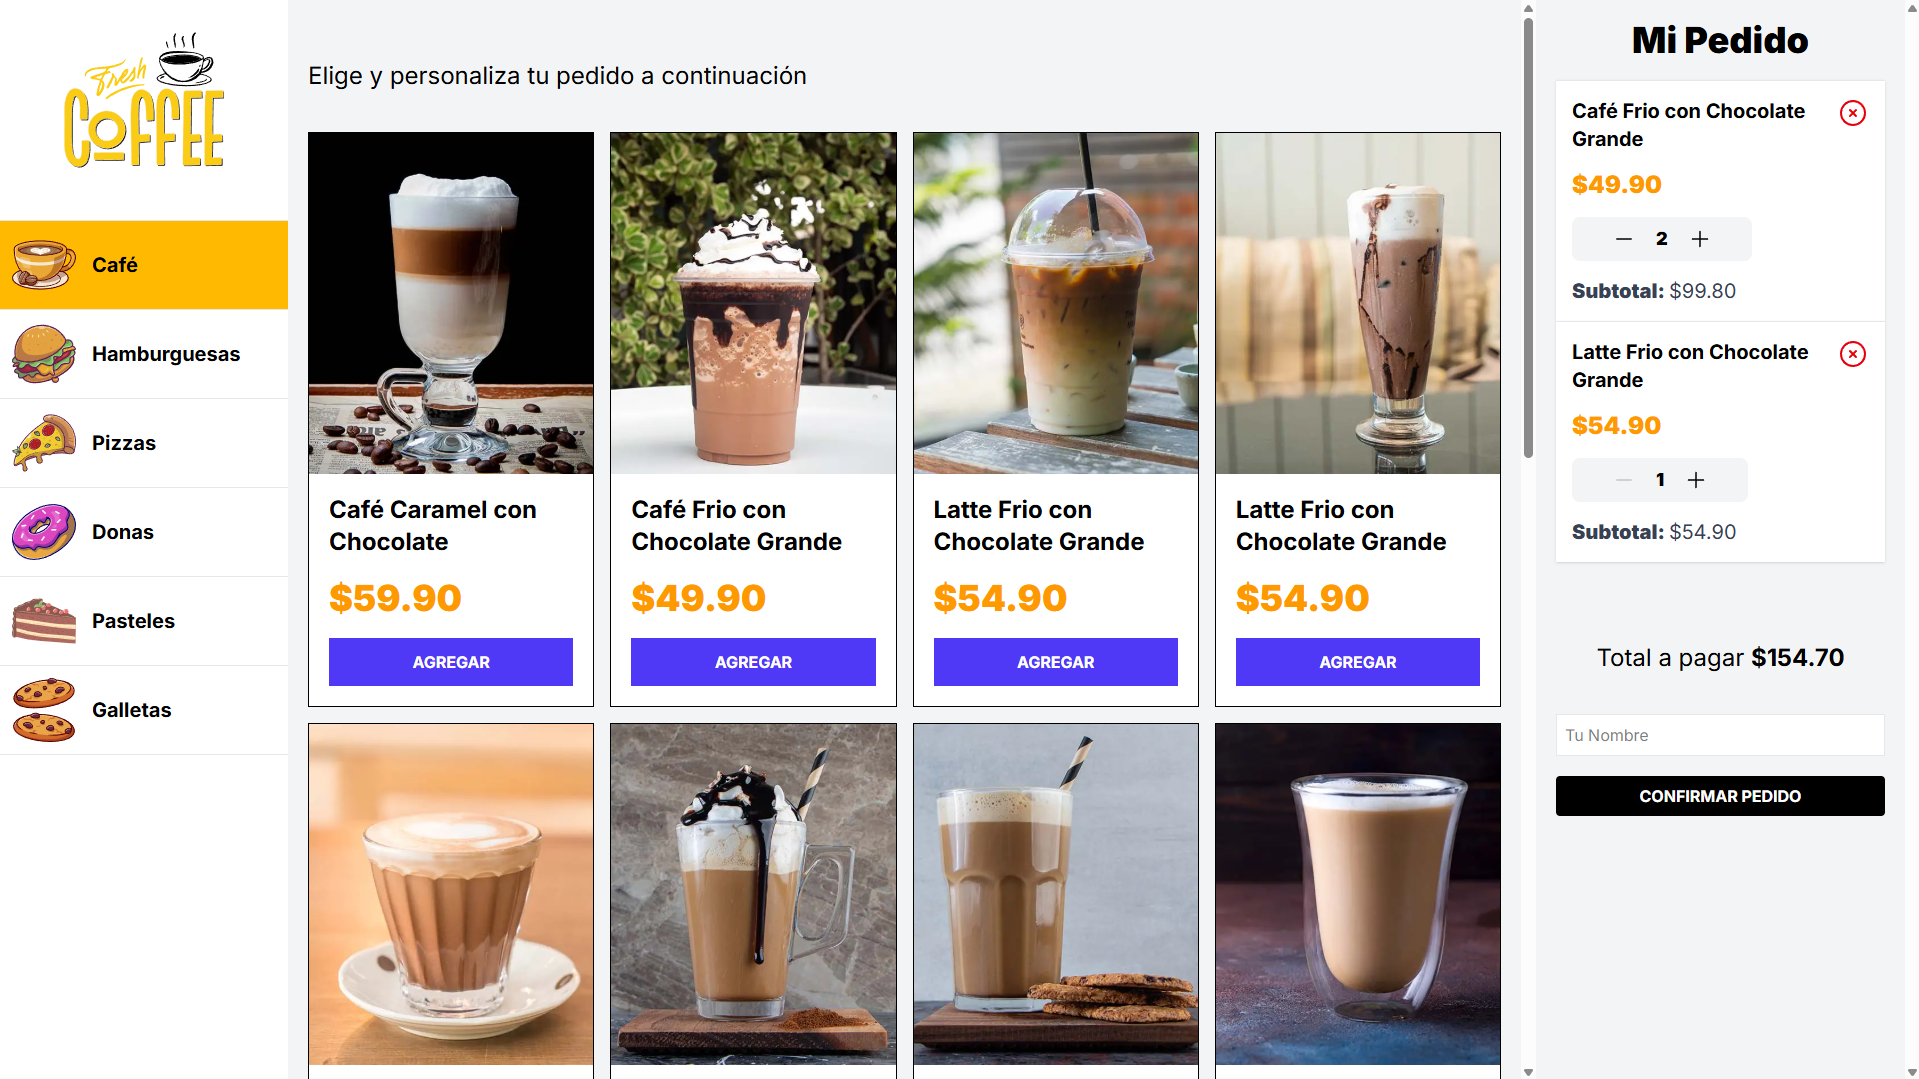 Fresh
COFFEE
Café
Hamburguesas
Pizzas
Donas
Pasteles
Galletas
Elige y personaliza tu pedido a continuación
Café Caramel con
Chocolate
$59.90
AGREGAR
Café Frio con
Chocolate Grande
$49.90
AGREGAR
Latte Frio con
Chocolate Grande
$54.90
AGREGAR
Latte Frio con
Chocolate Grande
$54.90
AGREGAR
Mi Pedido
Café Frio con Chocolate
Grande
$49.90
2
Subtotal: $99.80
Latte Frio con Chocolate
Grande
$54.90
1
Subtotal: $54.90
Total a pagar $154.70
Tu Nombre
CONFIRMAR PEDIDO